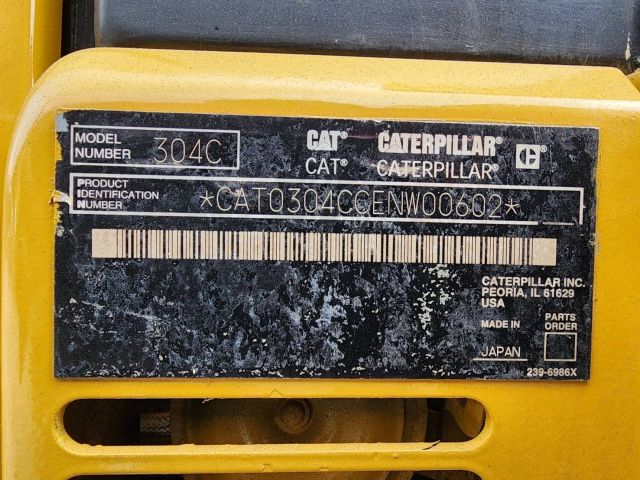 MODEL NUMBER 304C
CAT® CATERPILLAR®
CAT® CATERPILLAR®
C
PRODUCT IDENTIFICATION NUMBER *CAT0304CCENW00602*
CATERPILLAR INC.
PEORIA, IL 61629
USA
MADE IN
PARTS ORDER
JAPAN
239-6986X